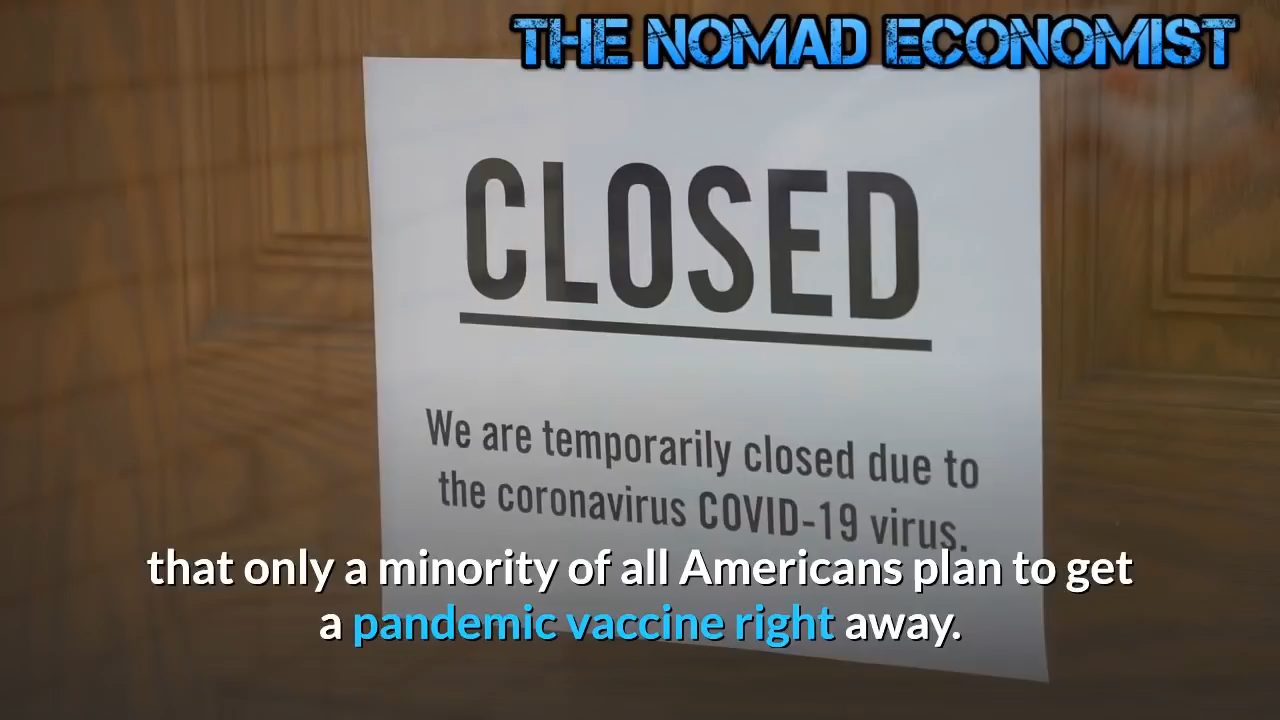 THE NOMAD ECONOMIST
CLOSED
We are temporarily closed due to
the coronavirus COVID-19 virus.
that only a minority of all Americans plan to get
a pandemic vaccine right away.